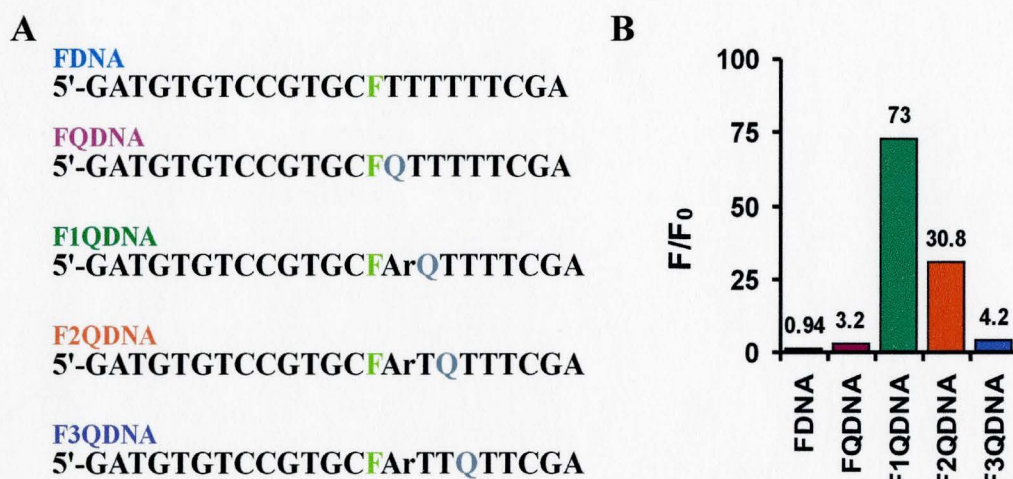 A
FDNA
5'-GATGTGTCCGTGCFTTTTTTCGA
FQDNA
5'-GATGTGTCCGTGCFQTTTTTCGA
F1QDNA
5'-GATGTGTCCGTGCFArQTTTTCGA
F2QDNA
5'-GATGTGTCCGTGCFArTQTTTCGA
F3QDNA
5'-GATGTGTCCGTGCFArTTQTTCGA
B
F/F0
100
75
50
25
0
0.94
3.2
73
30.8
4.2
FDNA
FQDNA
F1QDNA
F2QDNA
F3QDNA